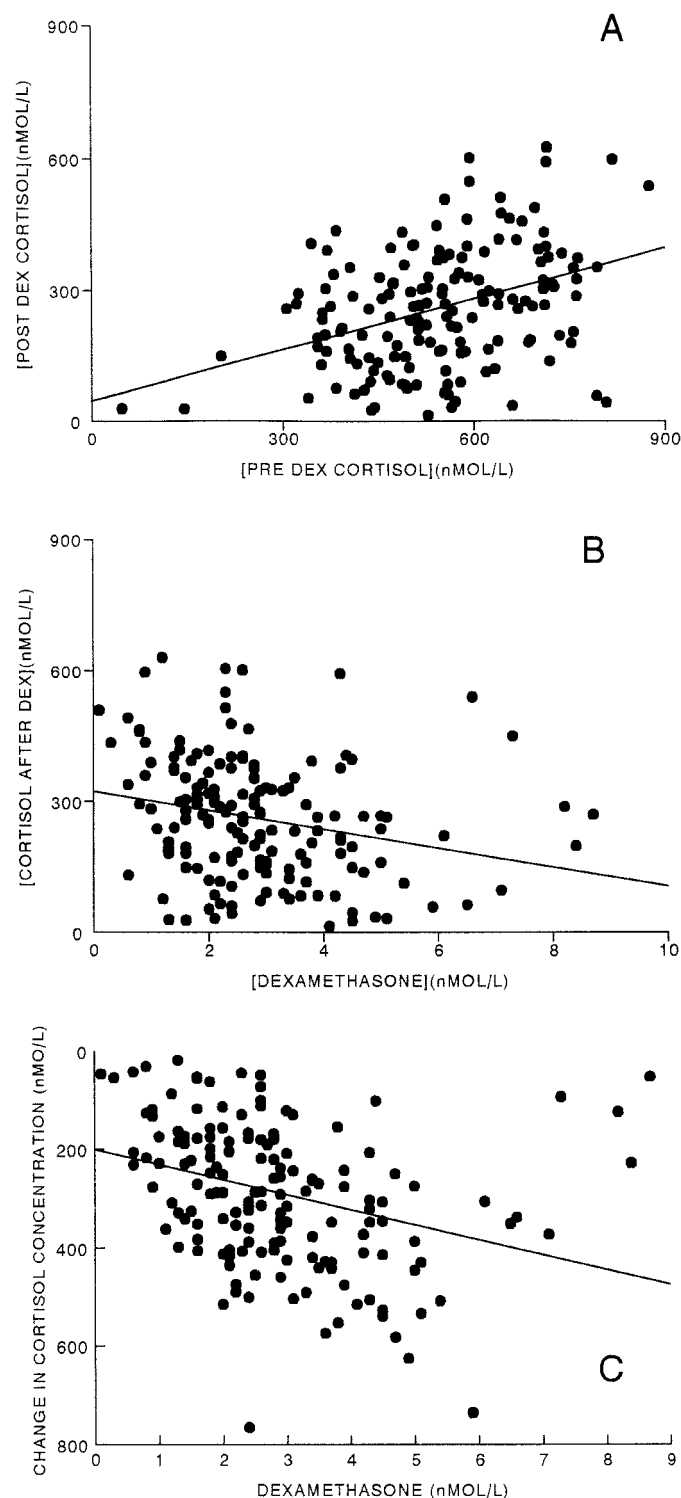 A
900
600
300
0
[POST DEX CORTISOL](nMOL/L)
0 300 600 900
[PRE DEX CORTISOL](nMOL/L)
B
900
600
300
0
[CORTISOL AFTER DEX](nMOL/L)
0 2 4 6 8 10
[DEXAMETHASONE](nMOL/L)
0
200
400
600
800
CHANGE IN CORTISOL CONCENTRATION (nMO/L)
C
0 1 2 3 4 5 6 7 8 9
DEXAMETHASONE (nMOL/L)